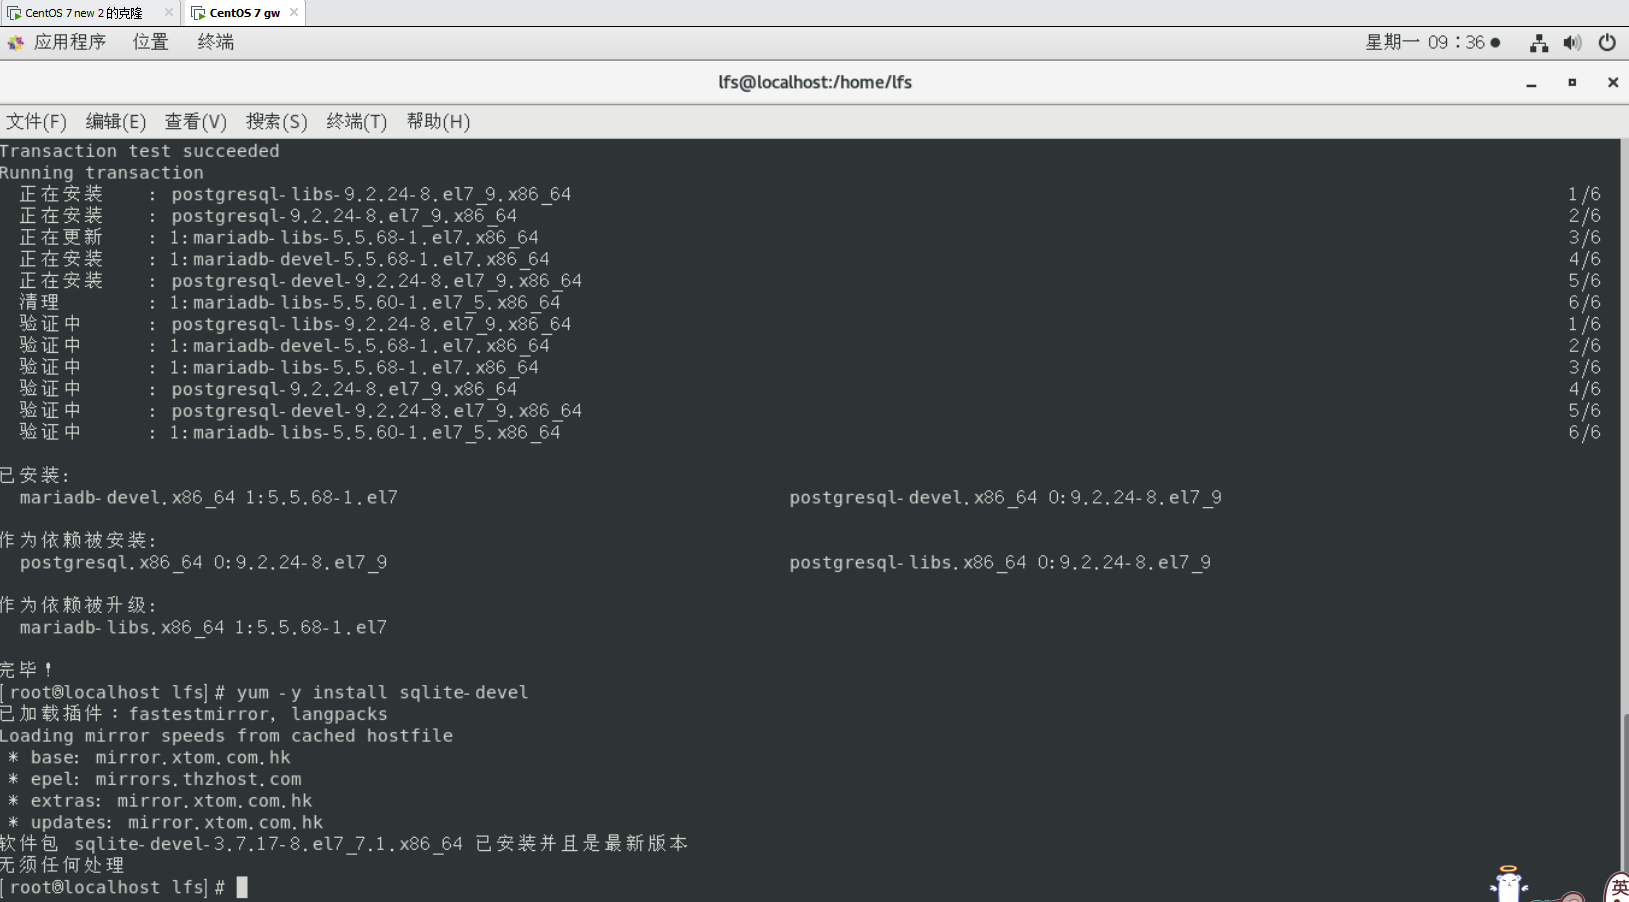 CentOS 7 new 2 的克隆 × CentOS 7 gw ×
应用程序 位置 终端 星期一 09：36
lfs@localhost:/home/lfs
文件(F) 编辑(E) 查看(V) 搜索(S) 终端(T) 帮助(H)
Transaction test succeeded
Running transaction
正在安装 : postgresql-libs-9.2.24-8.el7_9.x86_64 1/6
正在安装 : postgresql-9.2.24-8.el7_9.x86_64 2/6
正在更新 : 1:mariadb-libs-5.5.68-1.el7.x86_64 3/6
正在安装 : 1:mariadb-devel-5.5.68-1.el7.x86_64 4/6
正在安装 : postgresql-devel-9.2.24-8.el7_9.x86_64 5/6
清理 : 1:mariadb-libs-5.5.60-1.el7_5.x86_64 6/6
验证中 : postgresql-libs-9.2.24-8.el7_9.x86_64 1/6
验证中 : 1:mariadb-devel-5.5.68-1.el7.x86_64 2/6
验证中 : 1:mariadb-libs-5.5.68-1.el7.x86_64 3/6
验证中 : postgresql-9.2.24-8.el7_9.x86_64 4/6
验证中 : postgresql-devel-9.2.24-8.el7_9.x86_64 5/6
验证中 : 1:mariadb-libs-5.5.60-1.el7_5.x86_64 6/6
已安装:
mariadb-devel.x86_64 1:5.5.68-1.el7 postgresql-devel.x86_64 0:9.2.24-8.el7_9
作为依赖被安装:
postgresql.x86_64 0:9.2.24-8.el7_9 postgresql-libs.x86_64 0:9.2.24-8.el7_9
作为依赖被升级:
mariadb-libs.x86_64 1:5.5.68-1.el7
完毕！
[root@localhost lfs]# yum -y install sqlite-devel
已加载插件：fastestmirror, langpacks
Loading mirror speeds from cached hostfile
* base: mirror.xtom.com.hk
* epel: mirrors.thzhost.com
* extras: mirror.xtom.com.hk
* updates: mirror.xtom.com.hk
软件包 sqlite-devel-3.7.17-8.el7_7.1.x86_64 已安装并且是最新版本
无须任何处理
[root@localhost lfs]#
英